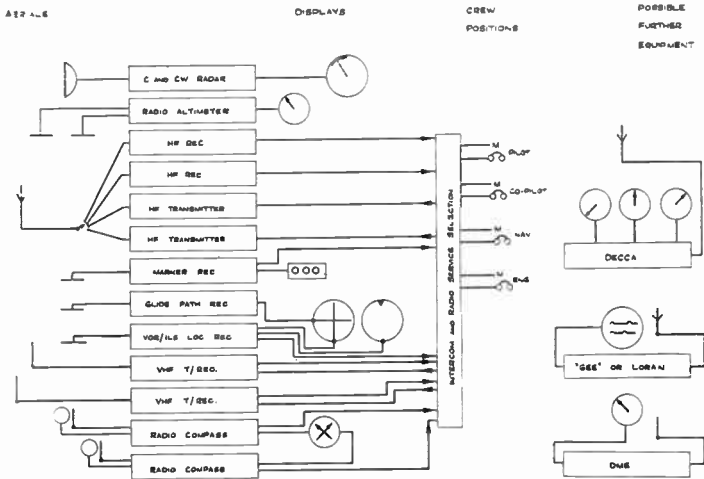 AERIALS
DISPLAYS
CREW
POSITIONS
POSSIBLE
FURTHER
EQUIPMENT
C AND CW RADAR
RADIO ALTIMETER
HF REC
HF REC
HF TRANSMITTER
HF TRANSMITTER
MARKER REC
GLIDE PATH REC
VOR/ILS LOC REC
VHF T/REC.
VHF T/REC.
RADIO COMPASS
RADIO COMPASS
INTERCOM AND RADIO SERVICE SELECTION
M
PILOT
M
CO-PILOT
M
NAV
M
ENG
DECCA
"GEE" OR LORAN
DME